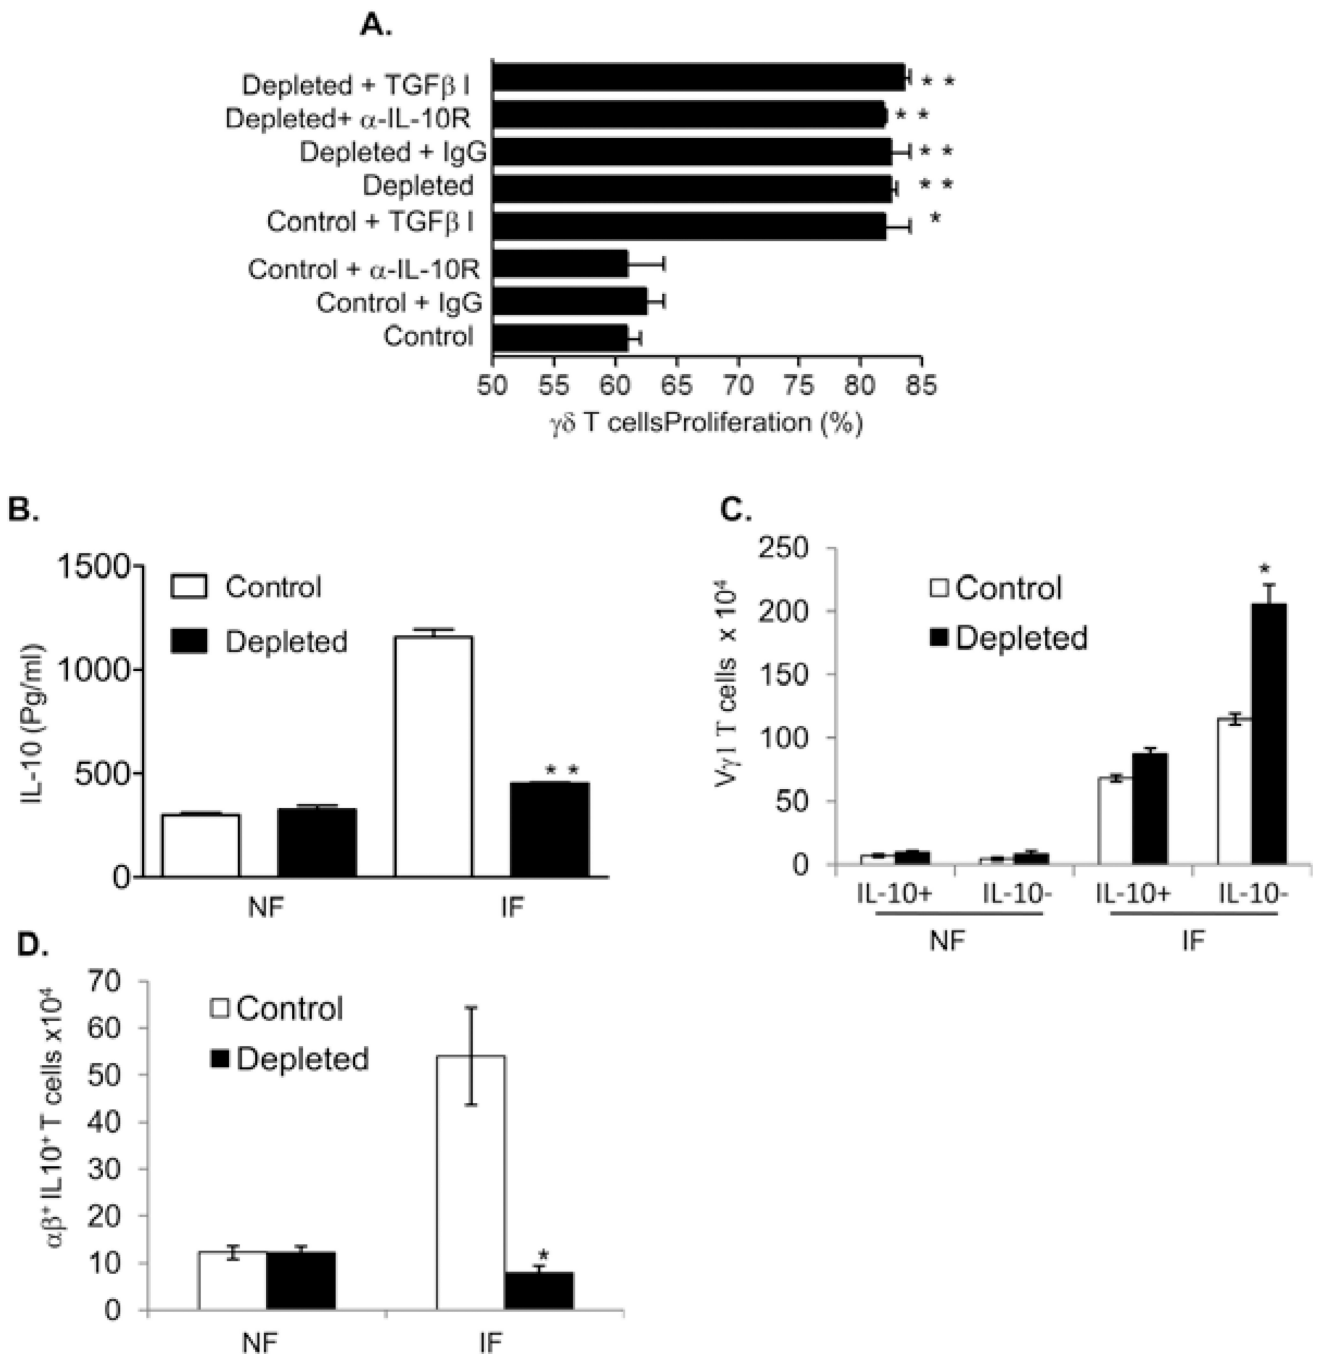 A.
Depleted + TGFβ I
Depleted+ α-IL-10R
Depleted + IgG
Depleted
Control + TGFβ I
Control + α-IL-10R
Control + IgG
Control
* *
* *
* *
* *
*
50 55 60 65 70 75 80 85
γδ T cellsProliferation (%)
B.
IL-10 (Pg/ml)
1500
1000
500
0
Control
Depleted
* *
NF IF
C.
Vγ1 T cells x 10⁴
250
200
150
100
50
0
Control
Depleted
*
IL-10+ IL-10- IL-10+ IL-10-
NF IF
D.
αβ⁺ IL10⁺ T cells x10⁴
70
60
50
40
30
20
10
0
Control
Depleted
*
NF IF